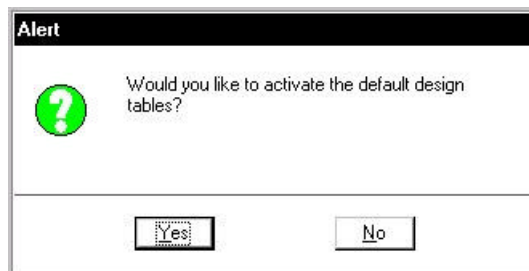 Alert
Would you like to activate the default design
tables?
Yes No